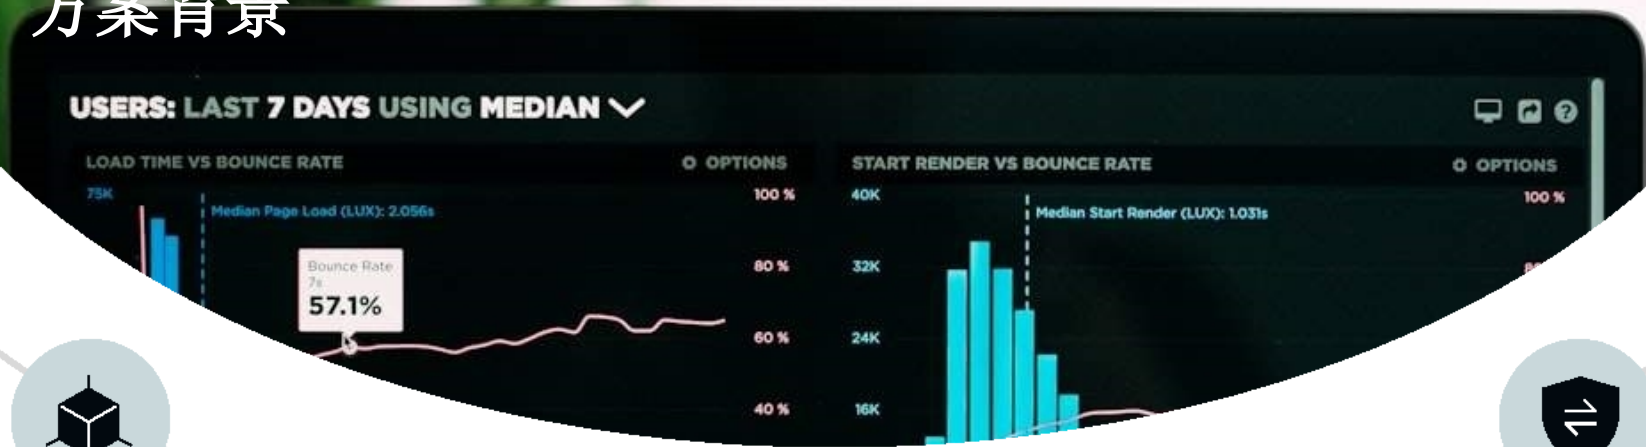 方案背景
USERS: LAST 7 DAYS USING MEDIAN
LOAD TIME VS BOUNCE RATE
OPTIONS
75K
100 %
Median Page Load (LUX): 2.056s
Bounce Rate
7s
57.1%
80 %
60 %
40 %
START RENDER VS BOUNCE RATE
OPTIONS
40K
100 %
Median Start Render (LUX): 1.031s
32K
24K
16K